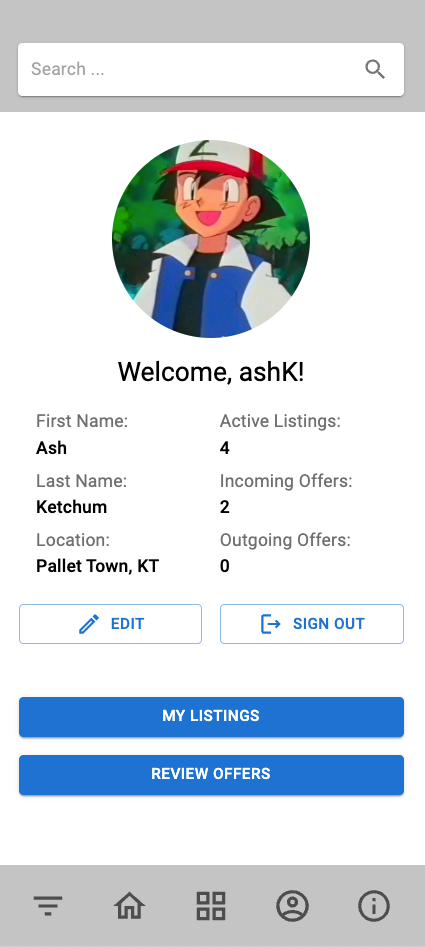 Search ...
Welcome, ashK!
First Name:
Ash
Active Listings:
4
Last Name:
Ketchum
Incoming Offers:
2
Location:
Pallet Town, KT
Outgoing Offers:
0
EDIT
SIGN OUT
MY LISTINGS
REVIEW OFFERS